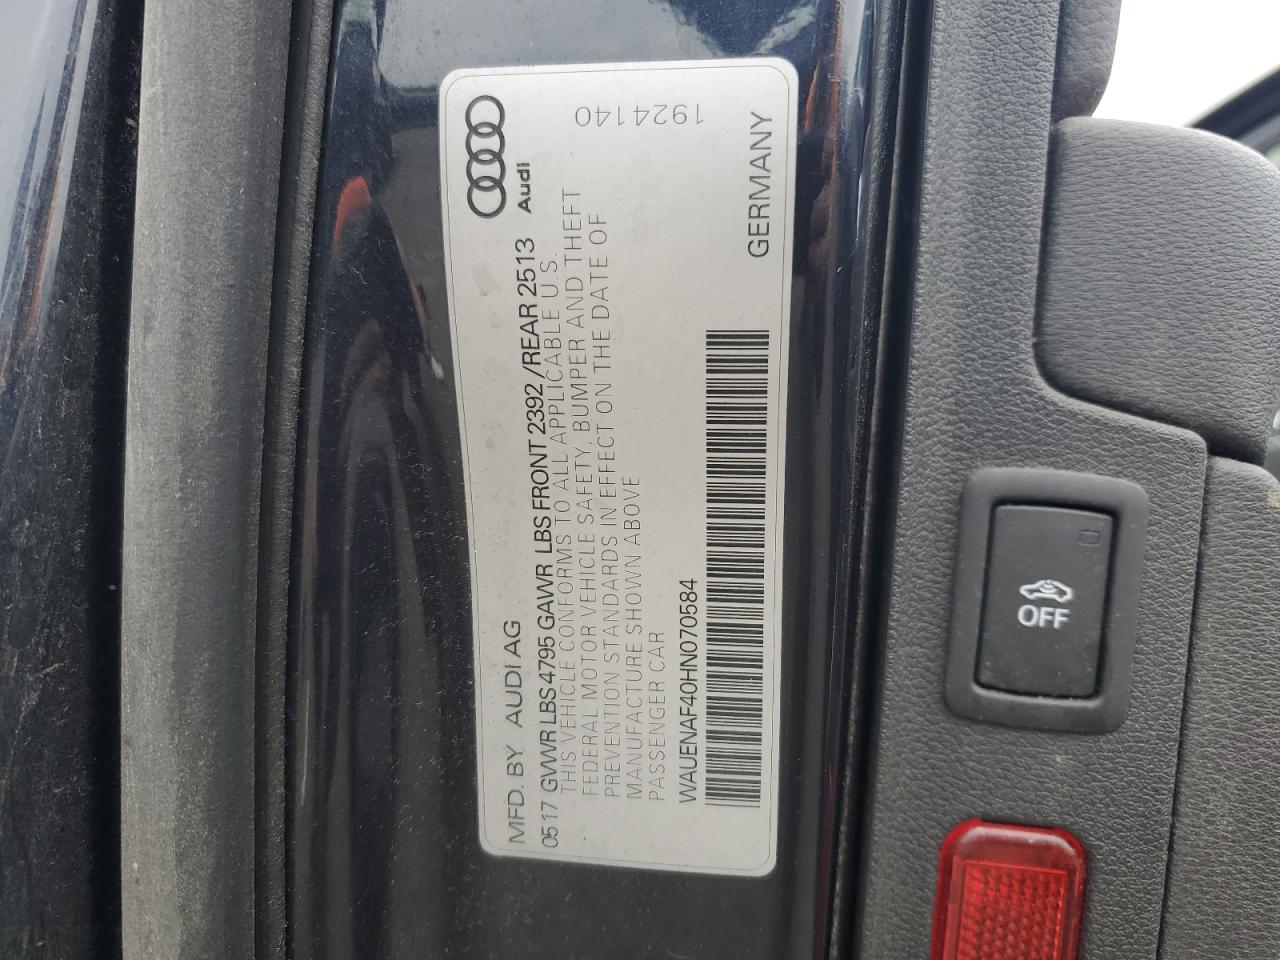 Audi
1924140
MFD. BY AUDI AG
0517 GVWR LBS 4795 GAWR LBS FRONT 2392 /REAR 2513
THIS VEHICLE CONFORMS TO ALL APPLICABLE U.S.
FEDERAL MOTOR VEHICLE SAFETY, BUMPER AND THEFT
PREVENTION STANDARDS IN EFFECT ON THE DATE OF
MANUFACTURE SHOWN ABOVE
PASSENGER CAR
WAUENAF40HN070584
GERMANY
OFF